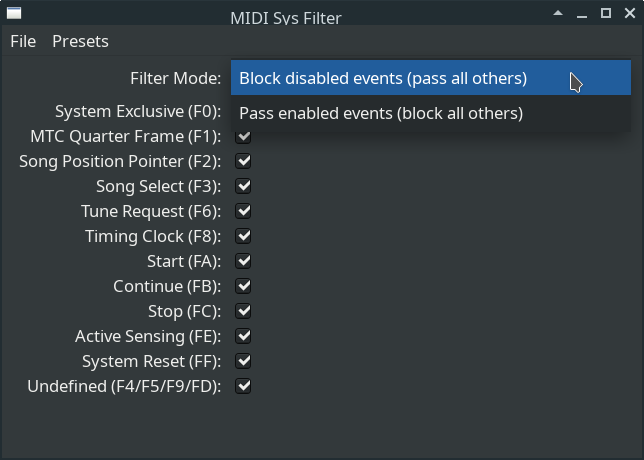 MIDI Sys Filter
File Presets
Filter Mode: Block disabled events (pass all others)
Pass enabled events (block all others)
System Exclusive (F0):
MTC Quarter Frame (F1):
Song Position Pointer (F2):
Song Select (F3):
Tune Request (F6):
Timing Clock (F8):
Start (FA):
Continue (FB):
Stop (FC):
Active Sensing (FE):
System Reset (FF):
Undefined (F4/F5/F9/FD):